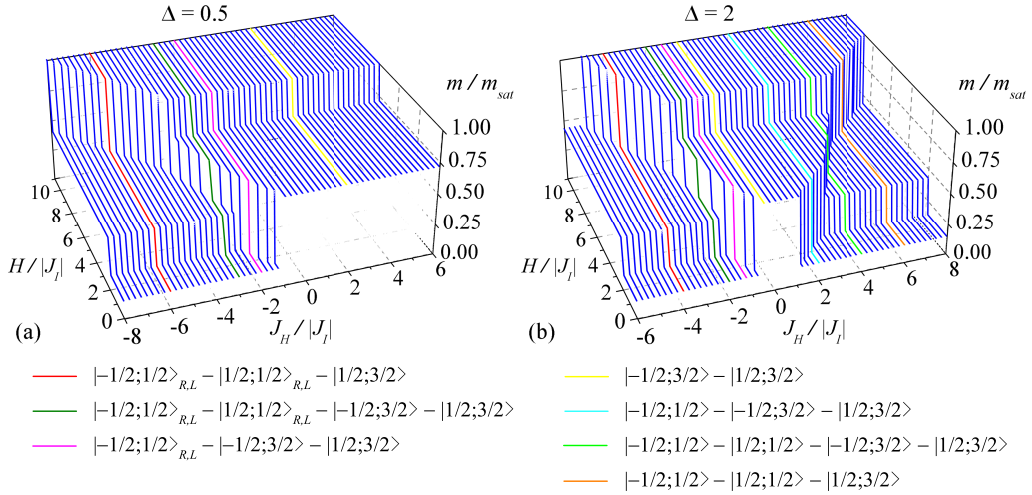 Δ = 0.5
Δ = 2
m / m_sat
1.00
0.75
0.50
0.25
0.00
10
8
6
4
2
0
H / |J_I|
-8
-6
-4
-2
0
2
4
6
J_H / |J_I|
(a)
m / m_sat
1.00
0.75
0.50
0.25
0.00
10
8
6
4
2
0
H / |J_I|
-6
-4
-2
0
2
4
6
8
J_H / |J_I|
(b)
|−1/2;1/2>_R,L − |1/2;1/2>_R,L − |1/2;3/2>
|−1/2;1/2>_R,L − |1/2;1/2>_R,L − |−1/2;3/2> − |1/2;3/2>
|−1/2;1/2>_R,L − |−1/2;3/2> − |1/2;3/2>
|−1/2;3/2> − |1/2;3/2>
|−1/2;1/2> − |−1/2;3/2> − |1/2;3/2>
|−1/2;1/2> − |1/2;1/2> − |−1/2;3/2> − |1/2;3/2>
|−1/2;1/2> − |1/2;1/2> − |1/2;3/2>